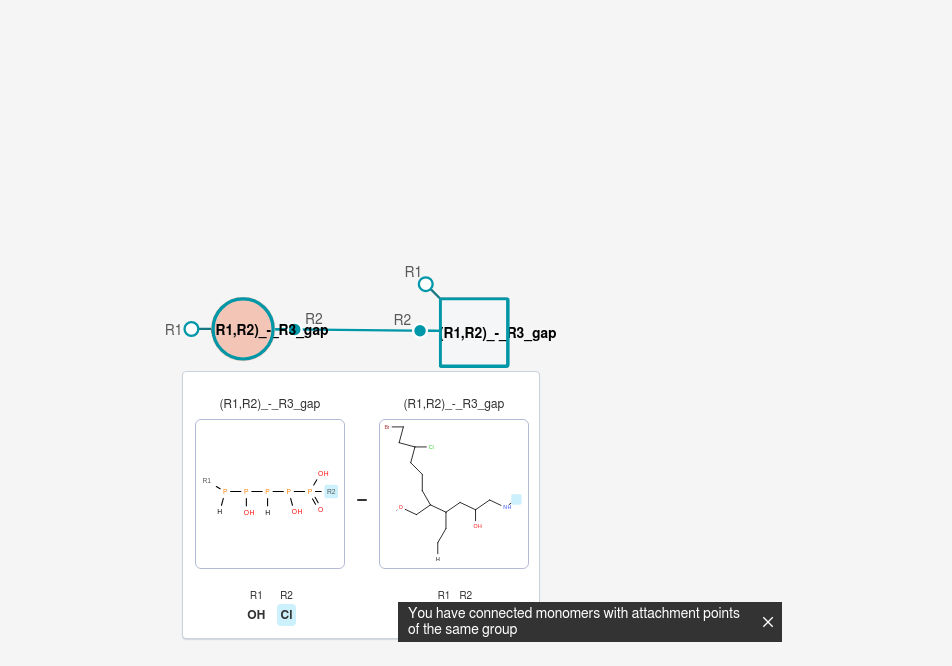 R1
R1 R1,R2)_-_R3_gap R2 R2 (R1,R2)_-_R3_gap
(R1,R2)_-_R3_gap (R1,R2)_-_R3_gap
Br
Cl
R1 P P P P P R2 OH O
H OH H OH
O NH
OH
H
R1 R2 R1 R2
OH Cl
You have connected monomers with attachment points
of the same group